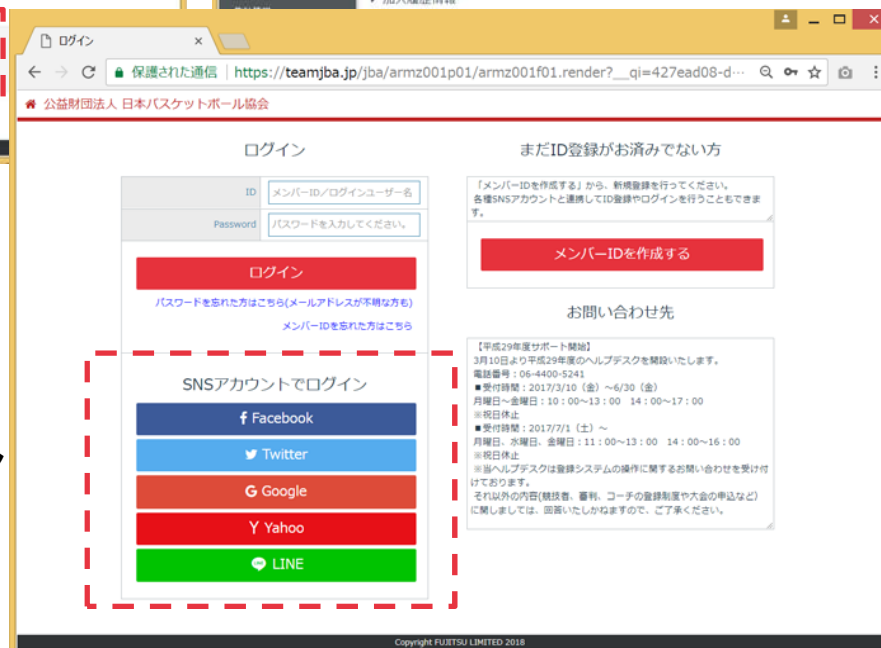 加入履歴情報
ログイン
保護された通信 | https://teamjba.jp/jba/armz001p01/armz001f01.render?__qi=427ead08-d…
公益財団法人 日本バスケットボール協会
ログイン
ID
メンバーID/ログインユーザー名
Password
パスワードを入力してください。
ログイン
パスワードを忘れた方はこちら(メールアドレスが不明な方も)
メンバーIDを忘れた方はこちら
SNSアカウントでログイン
Facebook
Twitter
G Google
Y Yahoo
LINE
まだID登録がお済みでない方
「メンバーIDを作成する」から、新規登録を行ってください。
各種SNSアカウントと連携してID登録やログインを行うこともできま
す。
メンバーIDを作成する
お問い合わせ先
【平成29年度サポート開始】
3月10日より平成29年度のヘルプデスクを開設いたします。
電話番号：06-4400-5241
■受付時間：2017/3/10（金）～6/30（金）
月曜日～金曜日：10：00～13：00　14：00～17：00
※祝日休止
■受付時間：2017/7/1（土）～
月曜日、水曜日、金曜日：11：00～13：00　14：00～16：00
※祝日休止
※当ヘルプデスクは登録システムの操作に関するお問い合わせを受け付
けております。
それ以外の内容(競技者、審判、コーチの登録制度や大会の申込など)
に関しましては、回答いたしかねますので、ご了承ください。
Copyright FUJITSU LIMITED 2018